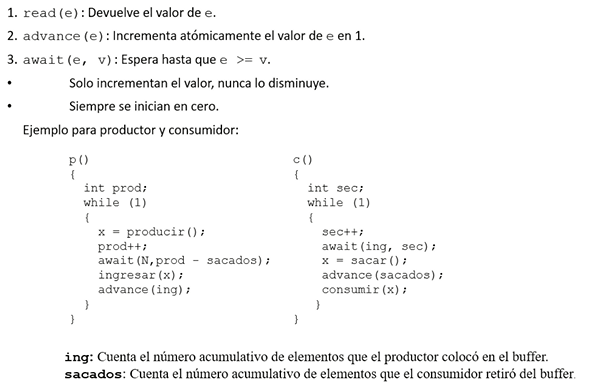 1. read(e): Devuelve el valor de e.
2. advance(e): Incrementa atómicamente el valor de e en 1.
3. await(e, v): Espera hasta que e >= v.
• Solo incrementan el valor, nunca lo disminuye.
• Siempre se inician en cero.
Ejemplo para productor y consumidor:
p()
{
int prod;
while (1)
{
x = producir();
prod++;
await(N,prod - sacados);
ingresar(x);
advance(ing);
}
}
c()
{
int sec;
while (1)
{
sec++;
await(ing, sec);
x = sacar();
advance(sacados);
consumir(x);
}
}
ing: Cuenta el número acumulativo de elementos que el productor colocó en el buffer.
sacados: Cuenta el número acumulativo de elementos que el consumidor retiró del buffer.